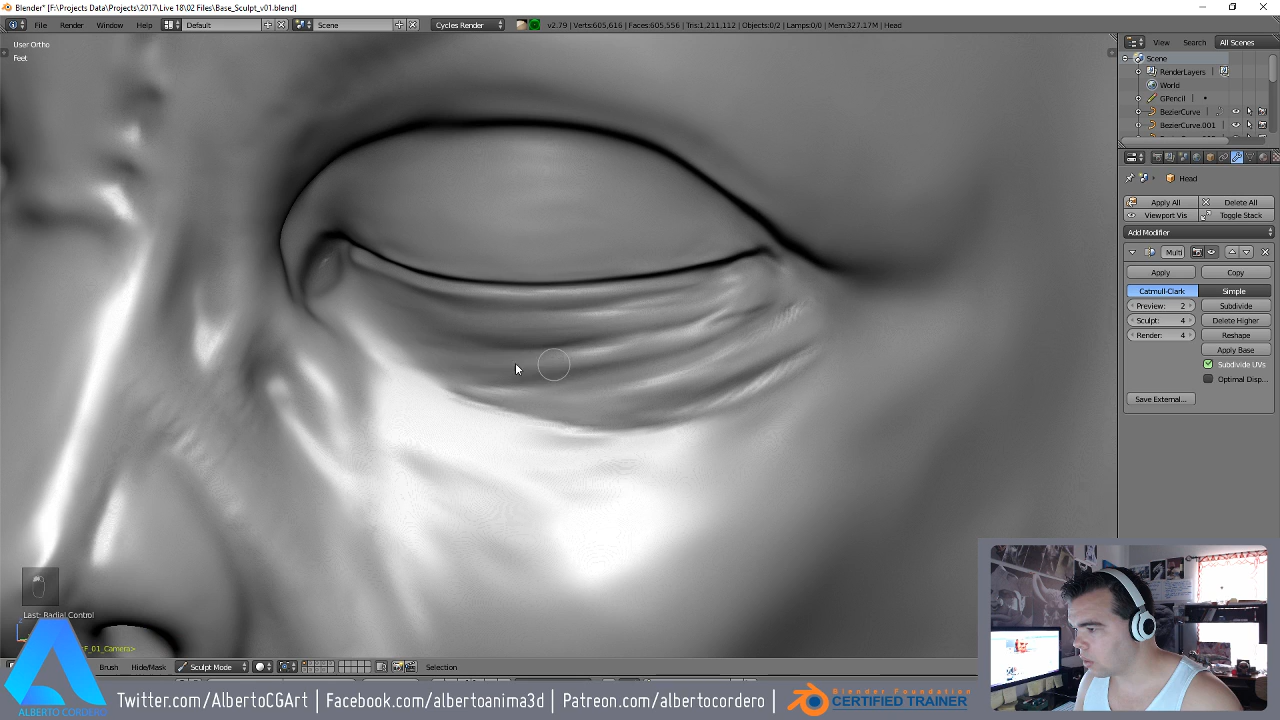 Blender* [F:\Projects Data\Projects\2017\Live 18\02 Files\Base_Sculpt_v01.blend]
File Render Window Help Default Scene Cycles Render v2.79 | Verts:605,616 | Faces:605,556 | Tris:1,211,112 | Objects:0/2 | Lamps:0/0 | Mem:327.17M | Head
User Ortho
Feet
View Search All Scenes
Scene
RenderLayers
World
GPencil
BezierCurve
BezierCurve.001
Head
Apply All Delete All
Viewport Vis Toggle Stack
Add Modifier
Multi
Apply Copy
Catmull-Clark Simple
Preview: 2 Subdivide
Sculpt: 4 Delete Higher
Render: 4 Reshape
Apply Base
Subdivide UVs
Optimal Disp...
Save External...
Last: Radial Control
F_01_Camera>
Brush Hide/Mask Sculpt Mode Selection
ALBERTO CORDERO
Twitter.com/AlbertoCGArt | Facebook.com/albertoanima3d | Patreon.com/albertocordero |
Blender Foundation
CERTIFIED TRAINER